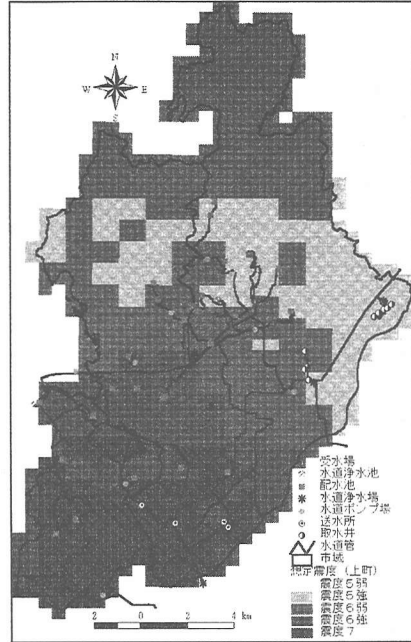 N
W E
S
受水場
水道浄水池
配水池
水道浄水場
水道ポンプ場
送水所
取水井
水道管
市域
想定震度(上町)
震度5弱
震度5強
震度6弱
震度6強
震度7
2 0 2 4 km